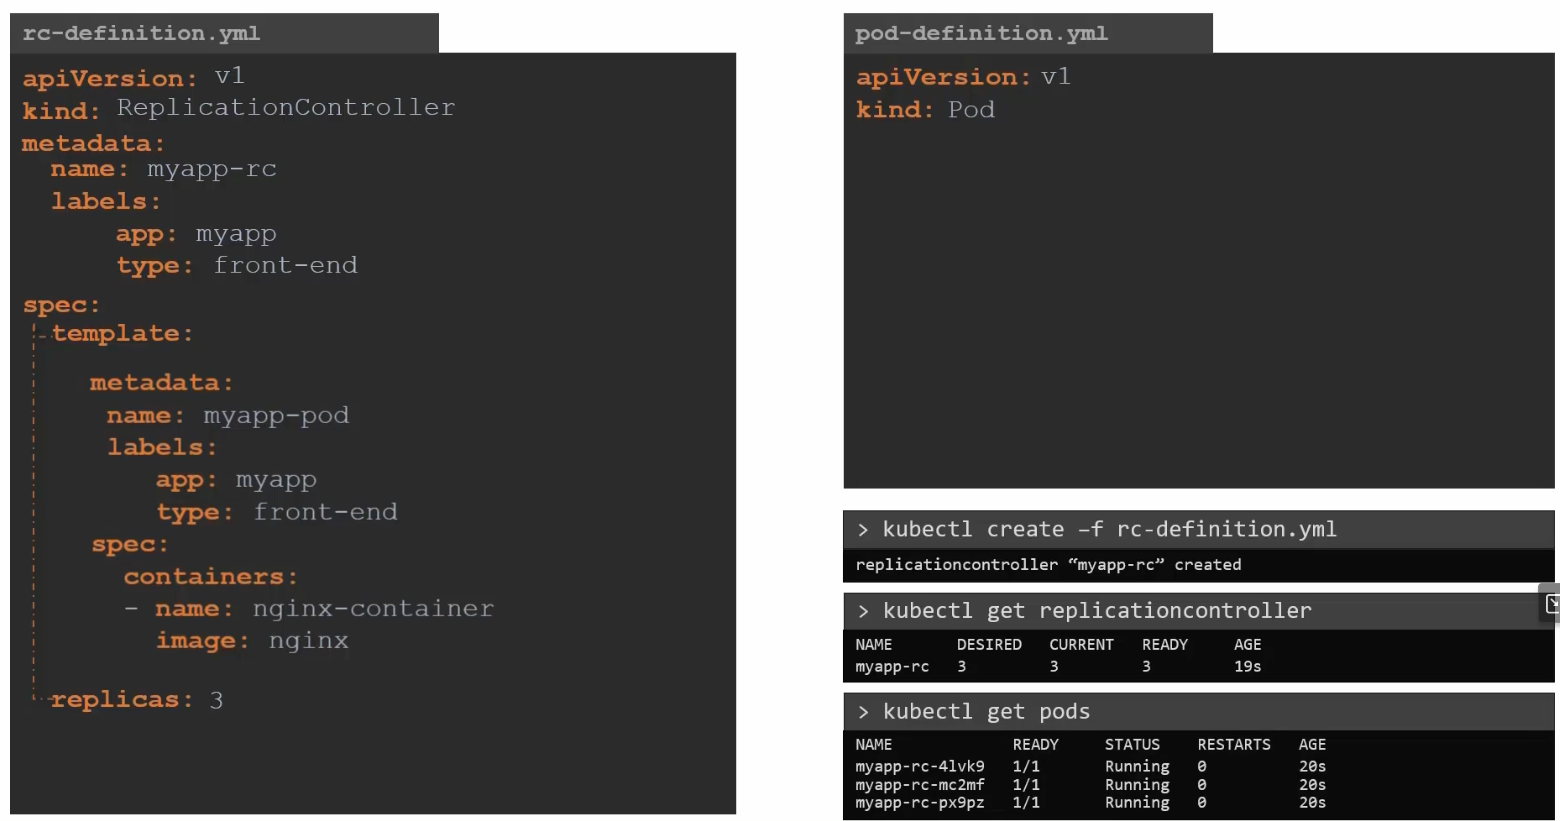 rc-definition.yml
apiVersion: v1
kind: ReplicationController
metadata:
name: myapp-rc
labels:
app: myapp
type: front-end
spec:
template:
metadata:
name: myapp-pod
labels:
app: myapp
type: front-end
spec:
containers:
- name: nginx-container
image: nginx
replicas: 3
pod-definition.yml
apiVersion: v1
kind: Pod
> kubectl create –f rc-definition.yml
replicationcontroller “myapp-rc” created
> kubectl get replicationcontroller
NAME DESIRED CURRENT READY AGE
myapp-rc 3 3 3 19s
> kubectl get pods
NAME READY STATUS RESTARTS AGE
myapp-rc-4lvk9 1/1 Running 0 20s
myapp-rc-mc2mf 1/1 Running 0 20s
myapp-rc-px9pz 1/1 Running 0 20s